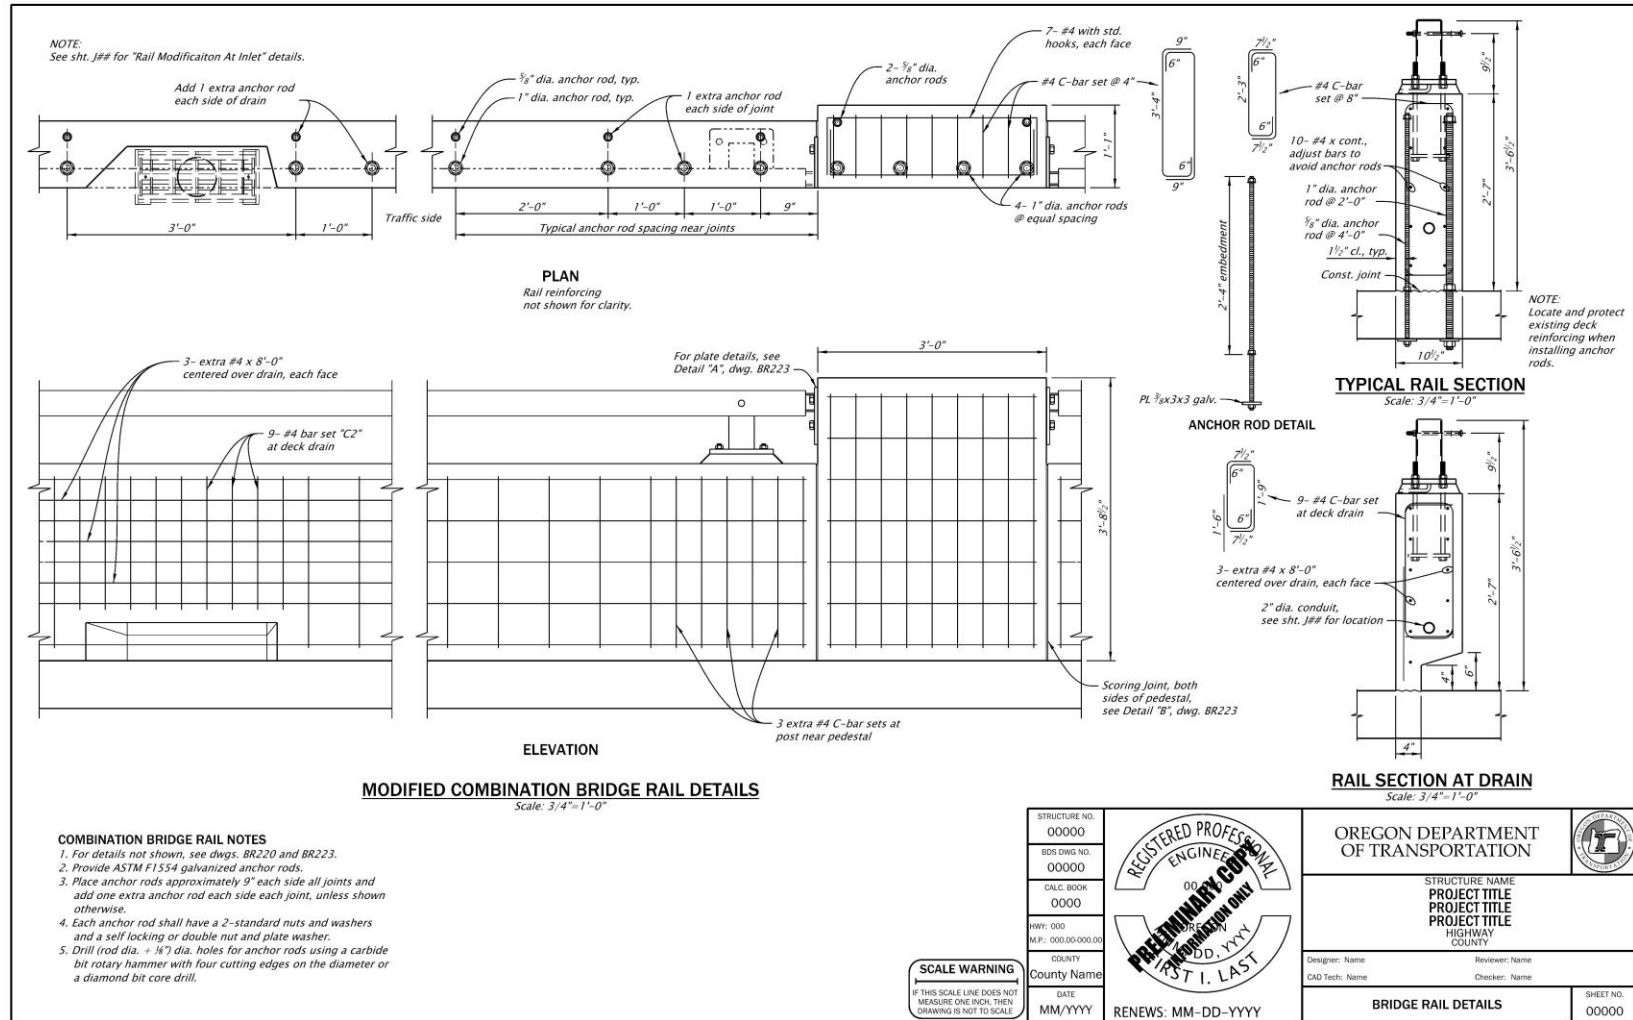 NOTE:
See sht. J## for "Rail Modificaiton At Inlet" details.
Add 1 extra anchor rod
each side of drain
3'-0"
1'-0"
Traffic side
5/8" dia. anchor rod, typ.
1" dia. anchor rod, typ.
1 extra anchor rod
each side of joint
2- 5/8" dia.
anchor rods
7- #4 with std.
hooks, each face
#4 C-bar set @ 4"
1'-1"
4- 1" dia. anchor rods
@ equal spacing
2'-0"
1'-0"
1'-0"
9"
Typical anchor rod spacing near joints
PLAN
Rail reinforcing
not shown for clarity.
9"
6"
3'-4"
6"
9"
7½"
6"
2'-3"
6"
7½"
#4 C-bar
set @ 8"
10- #4 x cont.,
adjust bars to
avoid anchor rods
1" dia. anchor
rod @ 2'-0"
5/8" dia. anchor
rod @ 4'-0"
1½" cl., typ.
Const. joint
9½"
2'-7"
3'-6½"
10½"
NOTE:
Locate and protect
existing deck
reinforcing when
installing anchor
rods.
TYPICAL RAIL SECTION
Scale: 3/4"=1'-0"
2'-4" embedment
PL 3/8x3x3 galv.
ANCHOR ROD DETAIL
3- extra #4 x 8'-0"
centered over drain, each face
9- #4 bar set "C2"
at deck drain
For plate details, see
Detail "A", dwg. BR223
3'-0"
3'-8½"
3 extra #4 C-bar sets at
post near pedestal
Scoring Joint, both
sides of pedestal,
see Detail "B", dwg. BR223
ELEVATION
MODIFIED COMBINATION BRIDGE RAIL DETAILS
Scale: 3/4"=1'-0"
7½"
6"
1'-9"
1'-6"
6"
7½"
9- #4 C-bar set
at deck drain
3- extra #4 x 8'-0"
centered over drain, each face
2" dia. conduit,
see sht. J## for location
9½"
2'-7"
3'-6½"
4"
6"
4"
RAIL SECTION AT DRAIN
Scale: 3/4"=1'-0"
COMBINATION BRIDGE RAIL NOTES
1. For details not shown, see dwgs. BR220 and BR223.
2. Provide ASTM F1554 galvanized anchor rods.
3. Place anchor rods approximately 9" each side all joints and
add one extra anchor rod each side each joint, unless shown
otherwise.
4. Each anchor rod shall have a 2-standard nuts and washers
and a self locking or double nut and plate washer.
5. Drill (rod dia. + ⅛") dia. holes for anchor rods using a carbide
bit rotary hammer with four cutting edges on the diameter or
a diamond bit core drill.
SCALE WARNING
IF THIS SCALE LINE DOES NOT
MEASURE ONE INCH, THEN
DRAWING IS NOT TO SCALE
STRUCTURE NO.
00000
BDS DWG NO.
00000
CALC. BOOK
0000
HWY: 000
M.P.: 000.00-000.00
COUNTY
County Name
DATE
MM/YYYY
REGISTERED PROFESSIONAL
ENGINEER
PRELIMINARY COPY
INFORMATION ONLY
RENEWS: MM-DD-YYYY
OREGON DEPARTMENT
OF TRANSPORTATION
OREGON DEPARTMENT OF
TRANSPORTATION
STRUCTURE NAME
PROJECT TITLE
PROJECT TITLE
PROJECT TITLE
HIGHWAY
COUNTY
Designer: Name
Reviewer: Name
CAD Tech: Name
Checker: Name
BRIDGE RAIL DETAILS
SHEET NO.
00000